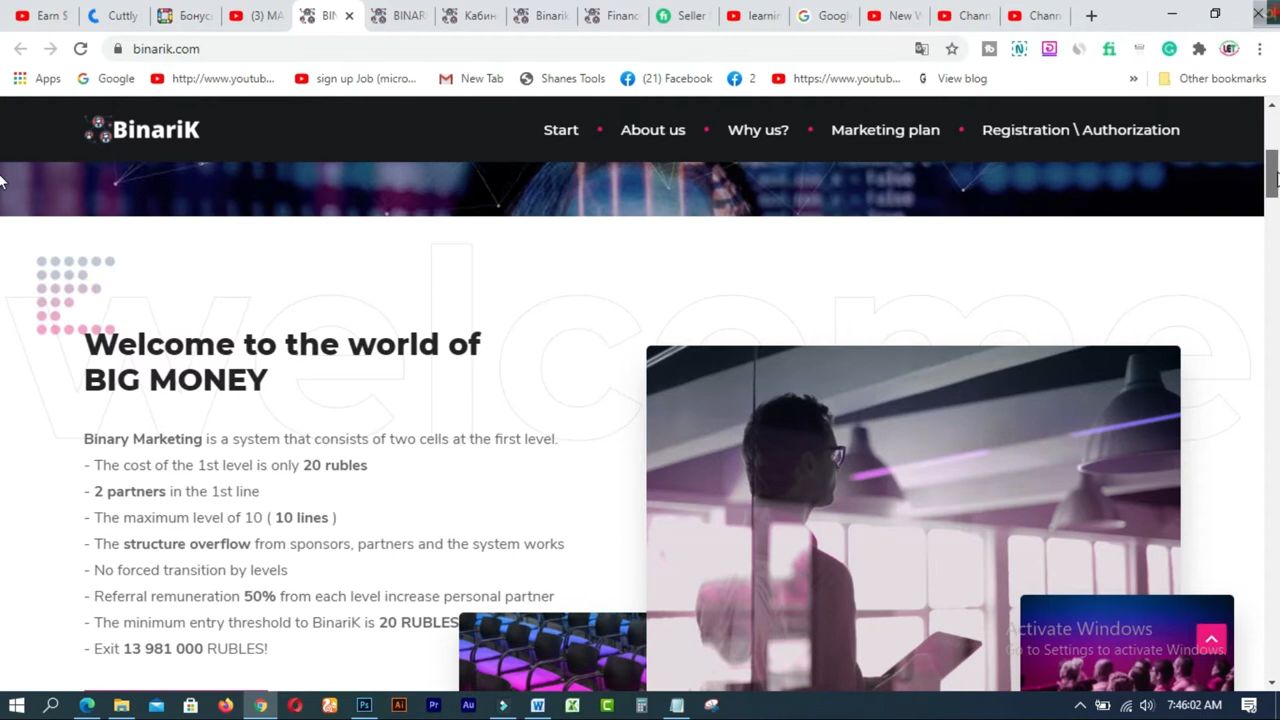 Earn S
Cuttly
Бонус
(3) MA
BIN
BINAR
Кабин
Binarik
Financ
Seller
learnin
Google
New V
Chann
Chann
binarik.com
Apps
Google
http://www.youtub...
sign up Job (micro...
New Tab
Shanes Tools
(21) Facebook
2
https://www.youtub...
View blog
»
Other bookmarks
BinariK
Start • About us • Why us? • Marketing plan • Registration \ Authorization
welcome
Welcome to the world of
BIG MONEY
Binary Marketing is a system that consists of two cells at the first level.
- The cost of the 1st level is only 20 rubles
- 2 partners in the 1st line
- The maximum level of 10 ( 10 lines )
- The structure overflow from sponsors, partners and the system works
- No forced transition by levels
- Referral remuneration 50% from each level increase personal partner
- The minimum entry threshold to BinariK is 20 RUBLES
- Exit 13 981 000 RUBLES!
Activate Windows
Go to Settings to activate Windows.
7:46:02 AM